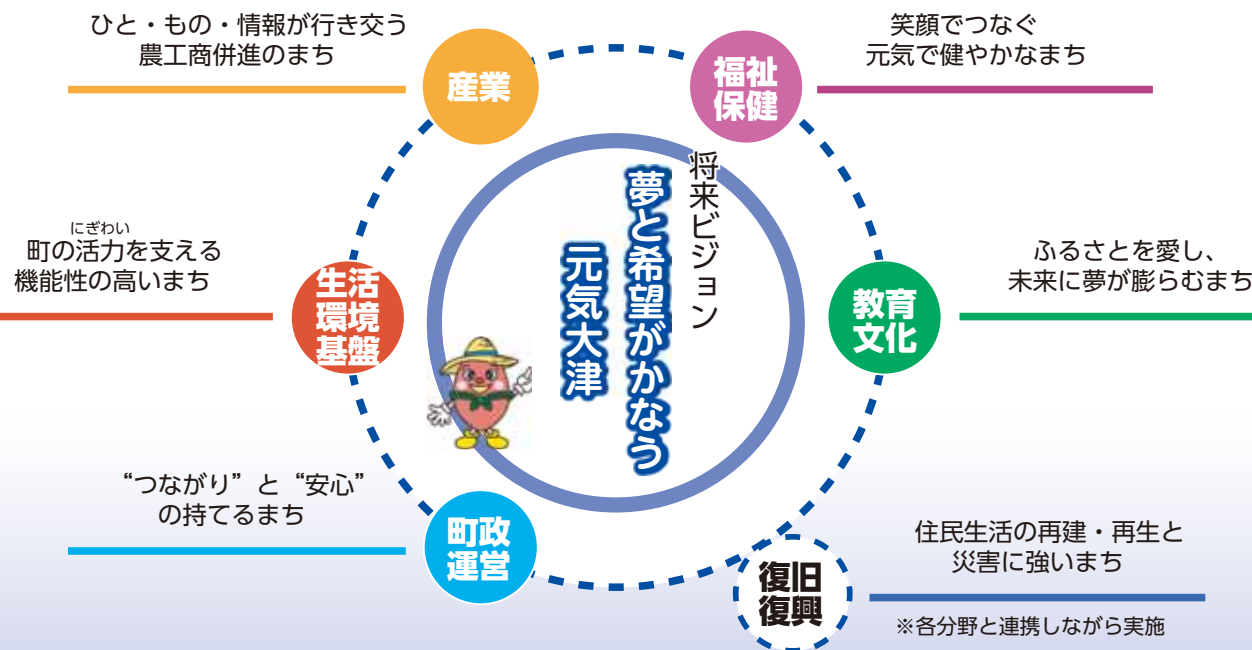 ひと・もの・情報が行き交う
農工商併進のまち
産業
福祉
保健
笑顔でつなぐ
元気で健やかなまち
将来ビジョン
夢と希望がかなう
元気大津
にぎわい
町の活力を支える
機能性の高いまち
生活
環境
基盤
教育
文化
ふるさとを愛し、
未来に夢が膨らむまち
“つながり”と“安心”
の持てるまち
町政
運営
復旧
復興
住民生活の再建・再生と
災害に強いまち
※各分野と連携しながら実施